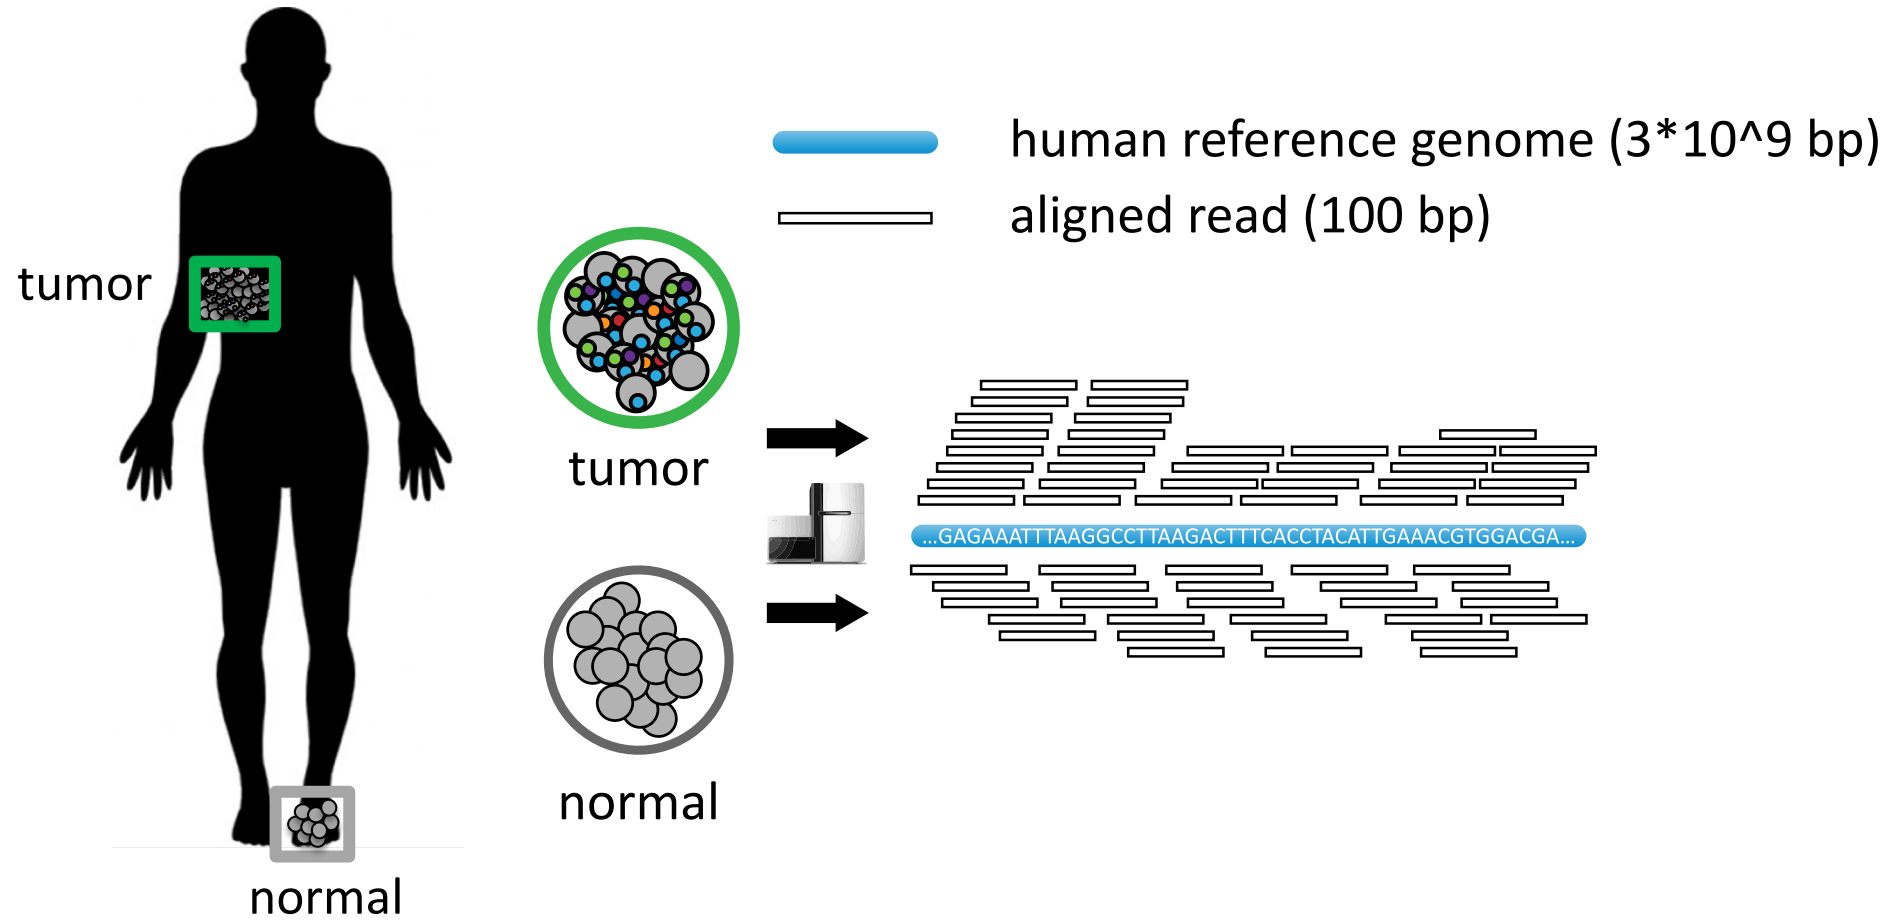 human reference genome (3*10^9 bp)
aligned read (100 bp)
tumor
tumor
...GAGAAATTTAAGGCCTTAAGACTTTCACCTACATTGAAACGTGGACGA...
normal
normal